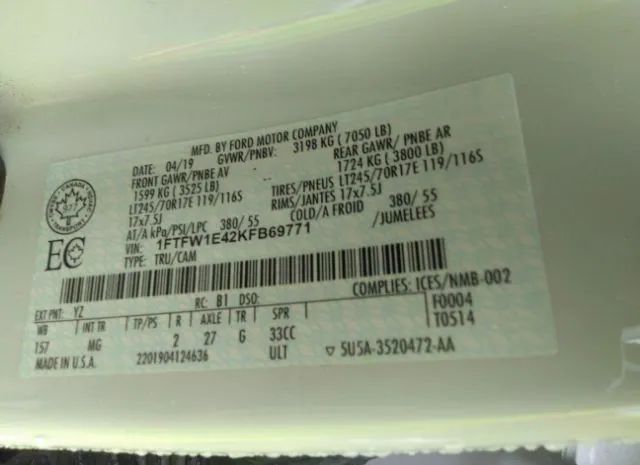 MFD. BY FORD MOTOR COMPANY
DATE: 04/19 GVWR/PNBV: 3198 KG ( 7050 LB)
FRONT GAWR/PNBE AV REAR GAWR/ PNBE AR
1599 KG ( 3525 LB) 1724 KG ( 3800 LB)
LT245/70R17E 119/116S TIRES/PNEUS LT245/70R17E 119/116S
17x7.5J RIMS/JANTES 17x7.5J
AT/A kPa/PSI/LPC 380/ 55 COLD/A FROID 380/ 55
VIN: 1FTFW1E42KFB69771 /JUMELEES
TYPE: TRU/CAM
CANADA
TRANSPORT
EC
COMPLIES: ICES/NMB-002
EXT PNT: YZ RC: B1 DSO: F0004
WB INT TR TP/PS R AXLE TR SPR T0514
157 MG 2 27 G 33CC
MADE IN U.S.A. 2201904124636 ULT ▽ 5U5A-3520472-AA